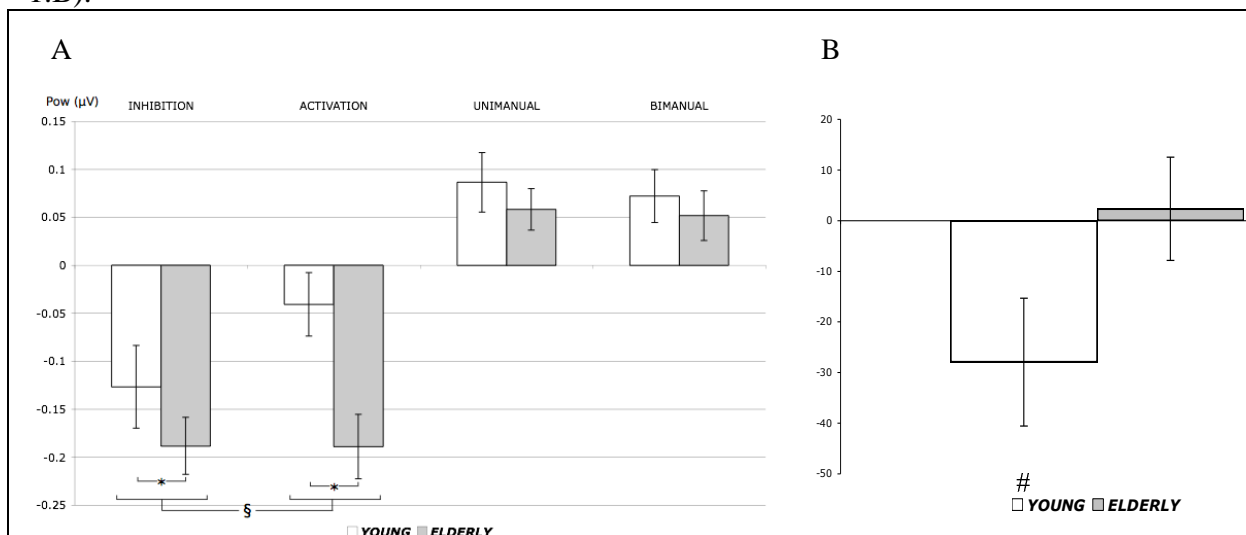 1.B).
A
B
Pow (µV)
INHIBITION
ACTIVATION
UNIMANUAL
BIMANUAL
0.15
0.1
0.05
0
-0.05
-0.1
-0.15
-0.2
-0.25
*
*
§
YOUNG ELDERLY
20
10
0
-10
-20
-30
-40
-50
#
YOUNG ELDERLY